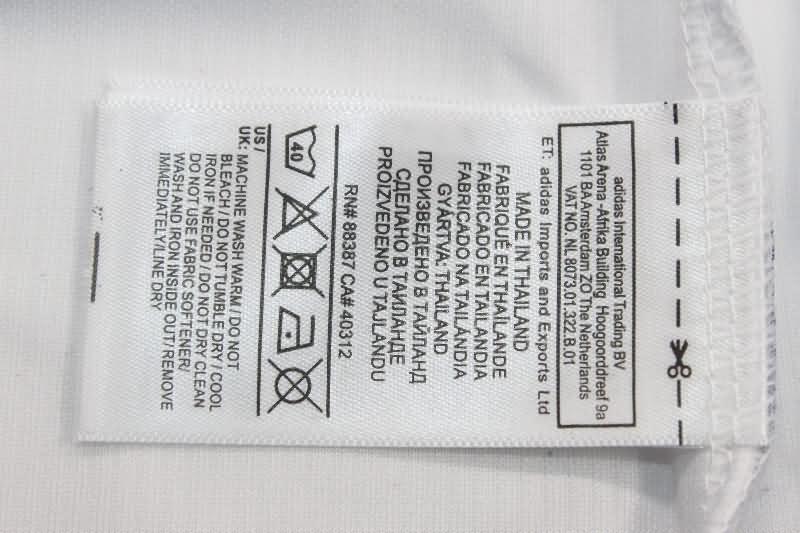 adidas International Trading BV
Atlas Arena -Afrika Building Hoogoorddreef 9a
1101 BA Amsterdam ZO The Netherlands
VAT NO. NL 8073.01.322.B.01
ET: adidas Imports and Exports Ltd
MADE IN THAILAND
FABRIQUÉ EN THAÏLANDE
FABRICADO EN TAILANDIA
FABRICADO NA TAILÂNDIA
GYÁRTVA: THAILAND
ПРОИЗВЕДЕНО В ТАЙЛАНД
СДЕЛАНО В ТАИЛАНДЕ
PROIZVEDENO U TAJLANDU
RN# 88387 CA# 40312
40
US /
UK: MACHINE WASH WARM / DO NOT
BLEACH / DO NOT TUMBLE DRY / COOL
IRON IF NEEDED / DO NOT DRY CLEAN
DO NOT USE FABRIC SOFTENER/
WASH AND IRON INSIDE OUT/REMOVE
IMMEDIATELY/LINE DRY